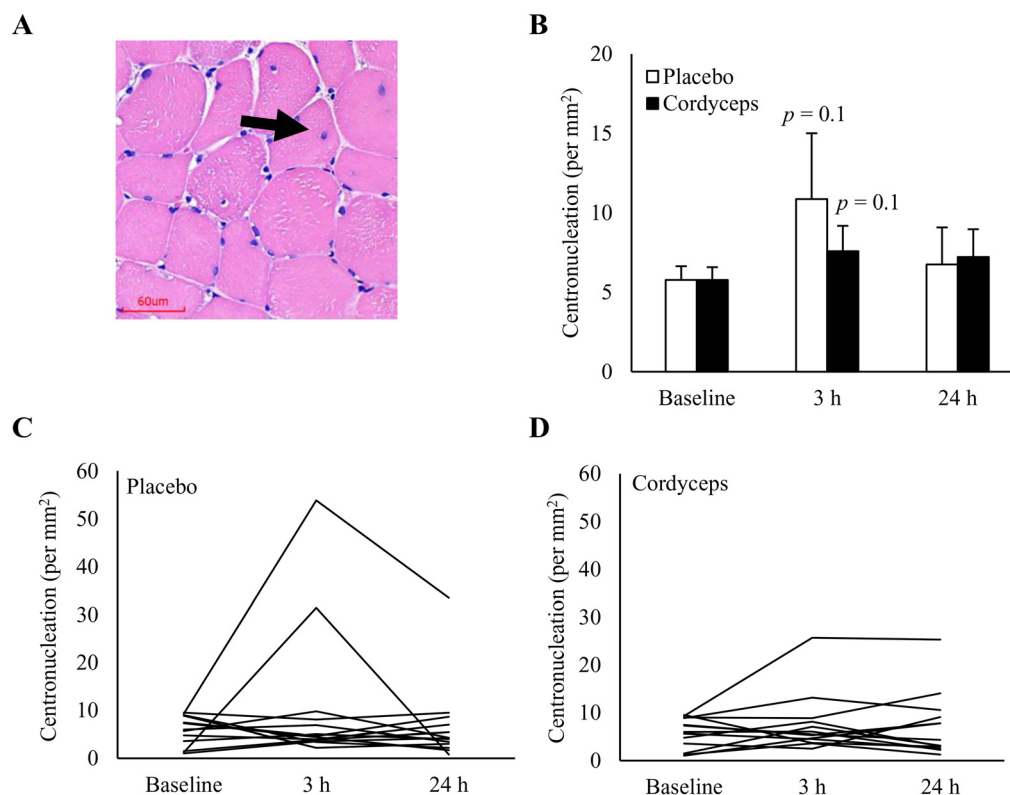 A
60um
B
Centronucleation (per mm²)
20
15
10
5
0
Placebo
Cordyceps
p = 0.1
p = 0.1
Baseline 3 h 24 h
C
Centronucleation (per mm²)
60
50
40
30
20
10
0
Placebo
Baseline 3 h 24 h
D
Centronucleation (per mm²)
60
50
40
30
20
10
0
Cordyceps
Baseline 3 h 24 h